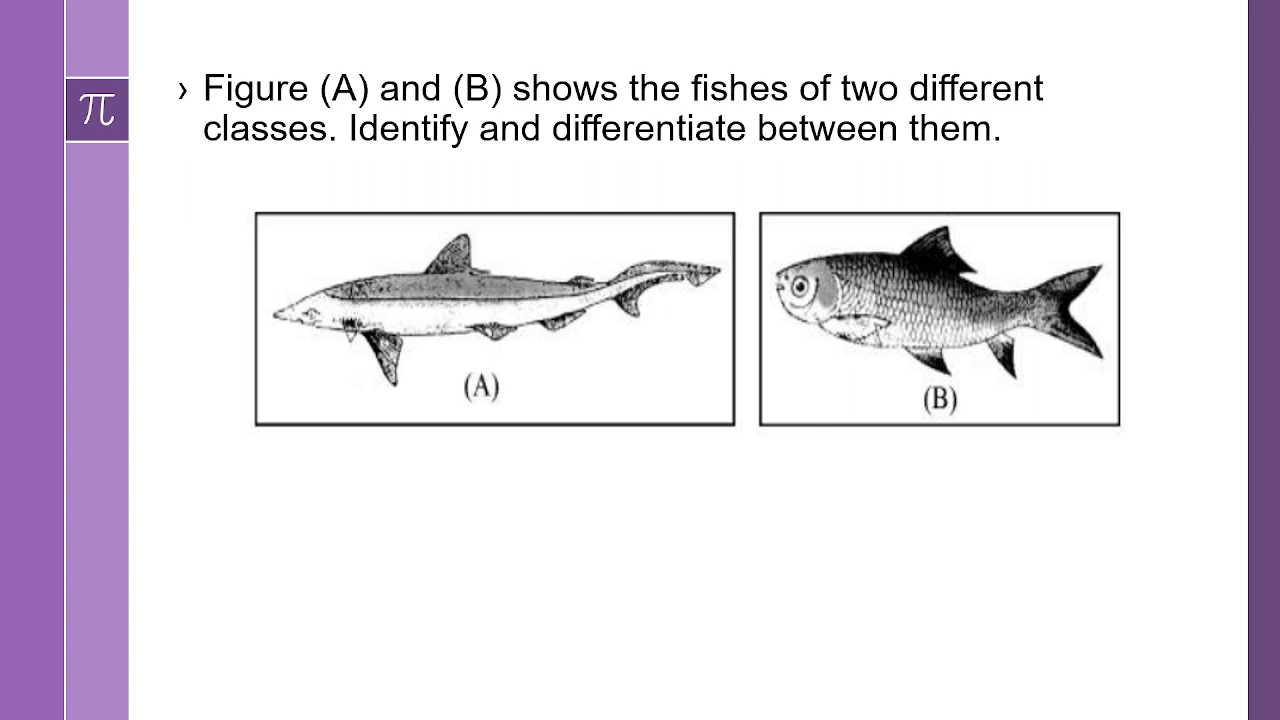 π
› Figure (A) and (B) shows the fishes of two different
classes. Identify and differentiate between them.
(A)
(B)